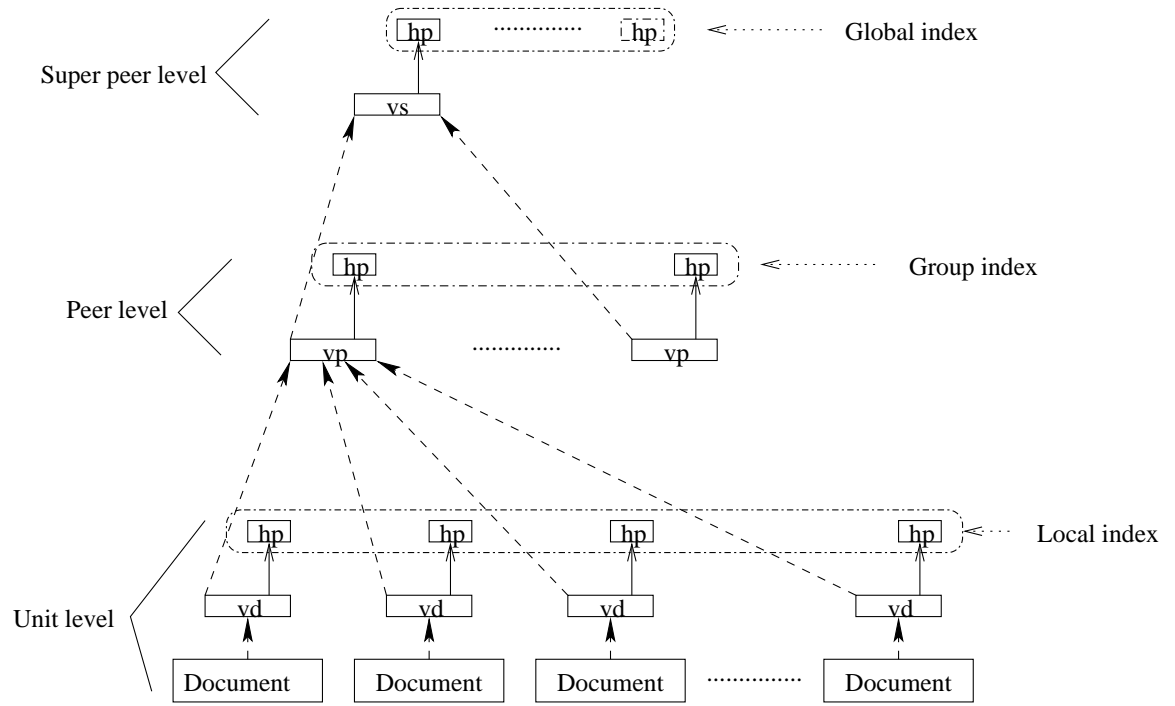 hp ·············· hp
Global index
Super peer level
vs
hp hp
Group index
Peer level
vp ·············· vp
hp hp hp hp
Local index
Unit level
vd vd vd vd
Document Document Document ·············· Document